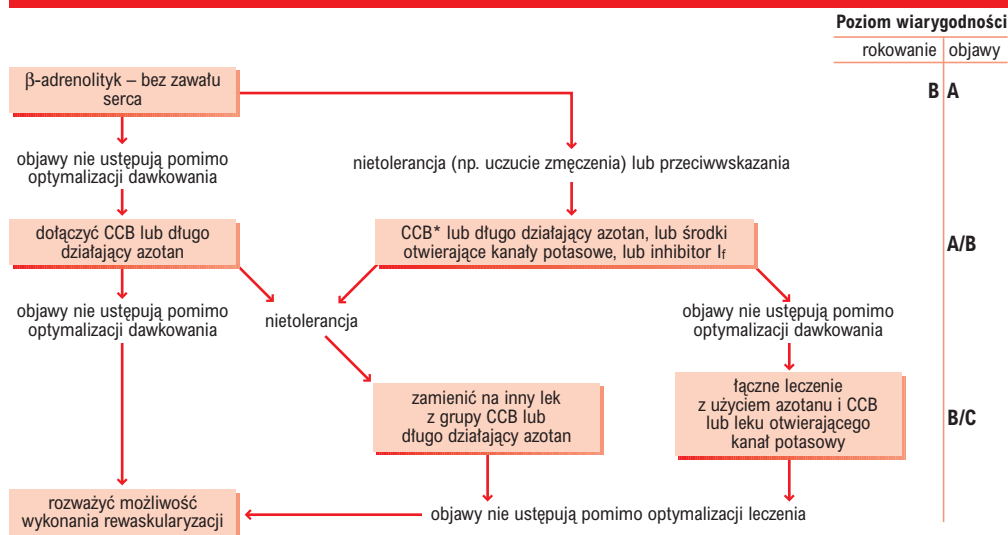 Poziom wiarygodności
rokowanie objawy
β-adrenolityk – bez zawału
serca
B A
objawy nie ustępują pomimo
optymalizacji dawkowania
nietolerancja (np. uczucie zmęczenia) lub przeciwwskazania
dołączyć CCB lub długo
działający azotan
CCB* lub długo działający azotan, lub środki
otwierające kanały potasowe, lub inhibitor If
A/B
objawy nie ustępują pomimo
optymalizacji dawkowania
nietolerancja
objawy nie ustępują pomimo
optymalizacji dawkowania
zamienić na inny lek
z grupy CCB lub
długo działający azotan
łączne leczenie
z użyciem azotanu i CCB
lub leku otwierającego
kanał potasowy
B/C
rozważyć możliwość
wykonania rewaskularyzacji
objawy nie ustępują pomimo optymalizacji leczenia